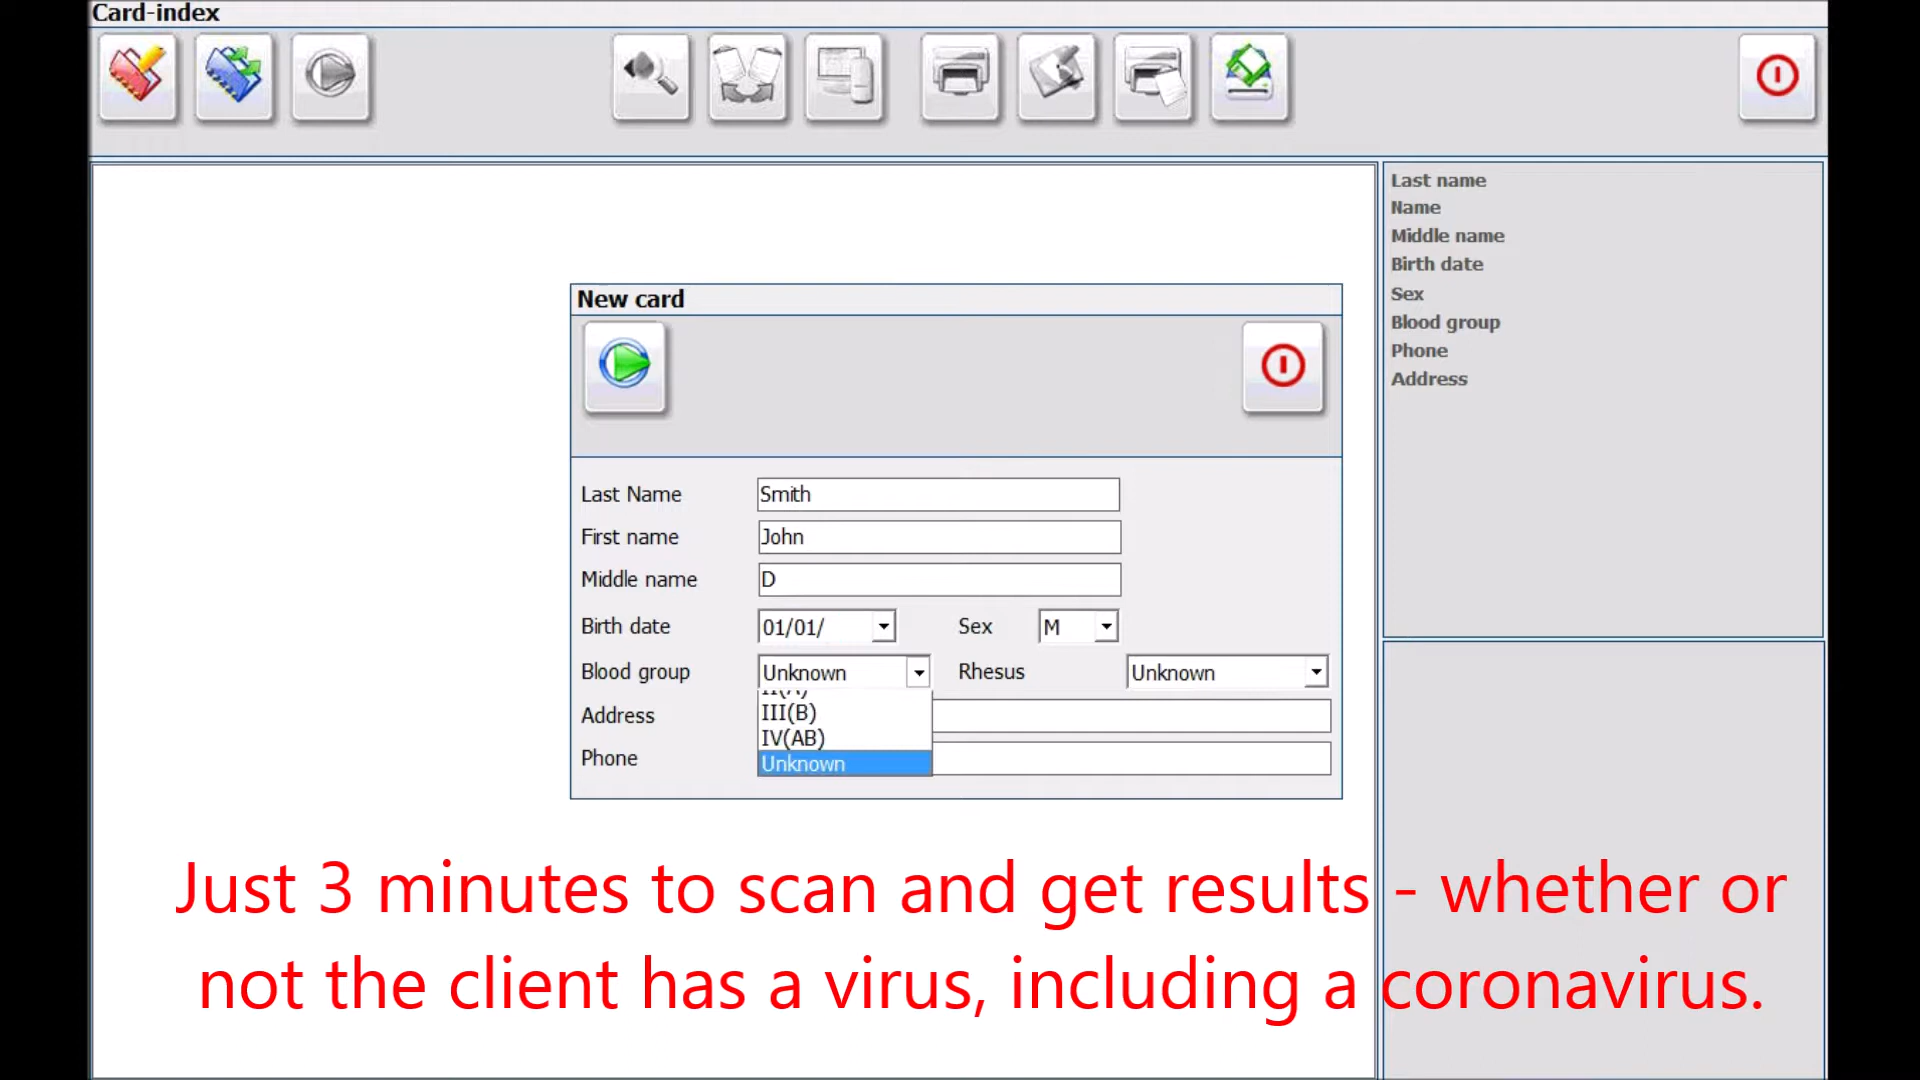 Card-index
Last name
Name
Middle name
Birth date
Sex
Blood group
Phone
Address
New card
Last Name Smith
First name John
Middle name D
Birth date 01/01/ Sex M
Blood group Unknown Rhesus Unknown
II(A)
III(B)
Address
IV(AB)
Phone
Unknown
Just 3 minutes to scan and get results - whether or
not the client has a virus, including a coronavirus.